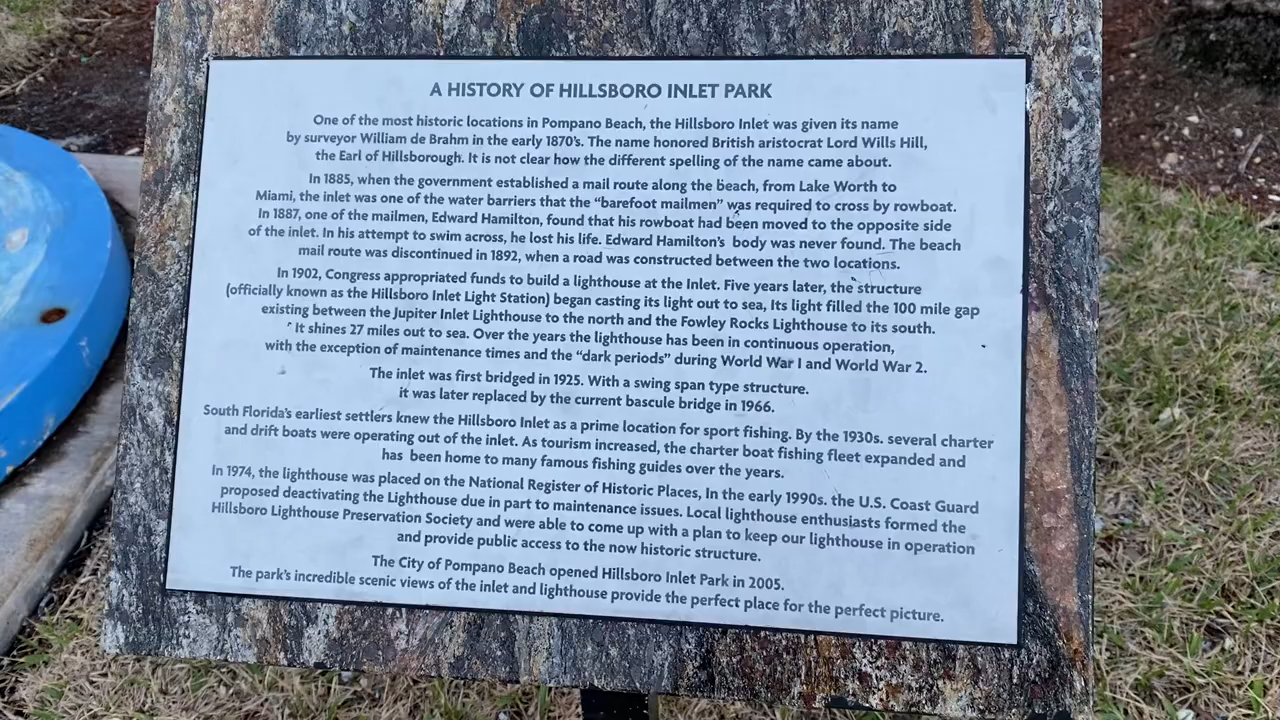 A HISTORY OF HILLSBORO INLET PARK
One of the most historic locations in Pompano Beach, the Hillsboro Inlet was given its name
by surveyor William de Brahm in the early 1870's. The name honored British aristocrat Lord Wills Hill,
the Earl of Hillsborough. It is not clear how the different spelling of the name came about.
In 1885, when the government established a mail route along the beach, from Lake Worth to
Miami, the inlet was one of the water barriers that the “barefoot mailmen” was required to cross by rowboat.
In 1887, one of the mailmen, Edward Hamilton, found that his rowboat had been moved to the opposite side
of the inlet. In his attempt to swim across, he lost his life. Edward Hamilton's body was never found. The beach
mail route was discontinued in 1892, when a road was constructed between the two locations.
In 1902, Congress appropriated funds to build a lighthouse at the Inlet. Five years later, the structure
(officially known as the Hillsboro Inlet Light Station) began casting its light out to sea, Its light filled the 100 mile gap
existing between the Jupiter Inlet Lighthouse to the north and the Fowley Rocks Lighthouse to its south.
It shines 27 miles out to sea. Over the years the lighthouse has been in continuous operation,
with the exception of maintenance times and the “dark periods” during World War I and World War 2.
The inlet was first bridged in 1925. With a swing span type structure.
it was later replaced by the current bascule bridge in 1966.
South Florida's earliest settlers knew the Hillsboro Inlet as a prime location for sport fishing. By the 1930s. several charter
and drift boats were operating out of the inlet. As tourism increased, the charter boat fishing fleet expanded and
has been home to many famous fishing guides over the years.
In 1974, the lighthouse was placed on the National Register of Historic Places, In the early 1990s. the U.S. Coast Guard
proposed deactivating the Lighthouse due in part to maintenance issues. Local lighthouse enthusiasts formed the
Hillsboro Lighthouse Preservation Society and were able to come up with a plan to keep our lighthouse in operation
and provide public access to the now historic structure.
The City of Pompano Beach opened Hillsboro Inlet Park in 2005.
The park's incredible scenic views of the inlet and lighthouse provide the perfect place for the perfect picture.